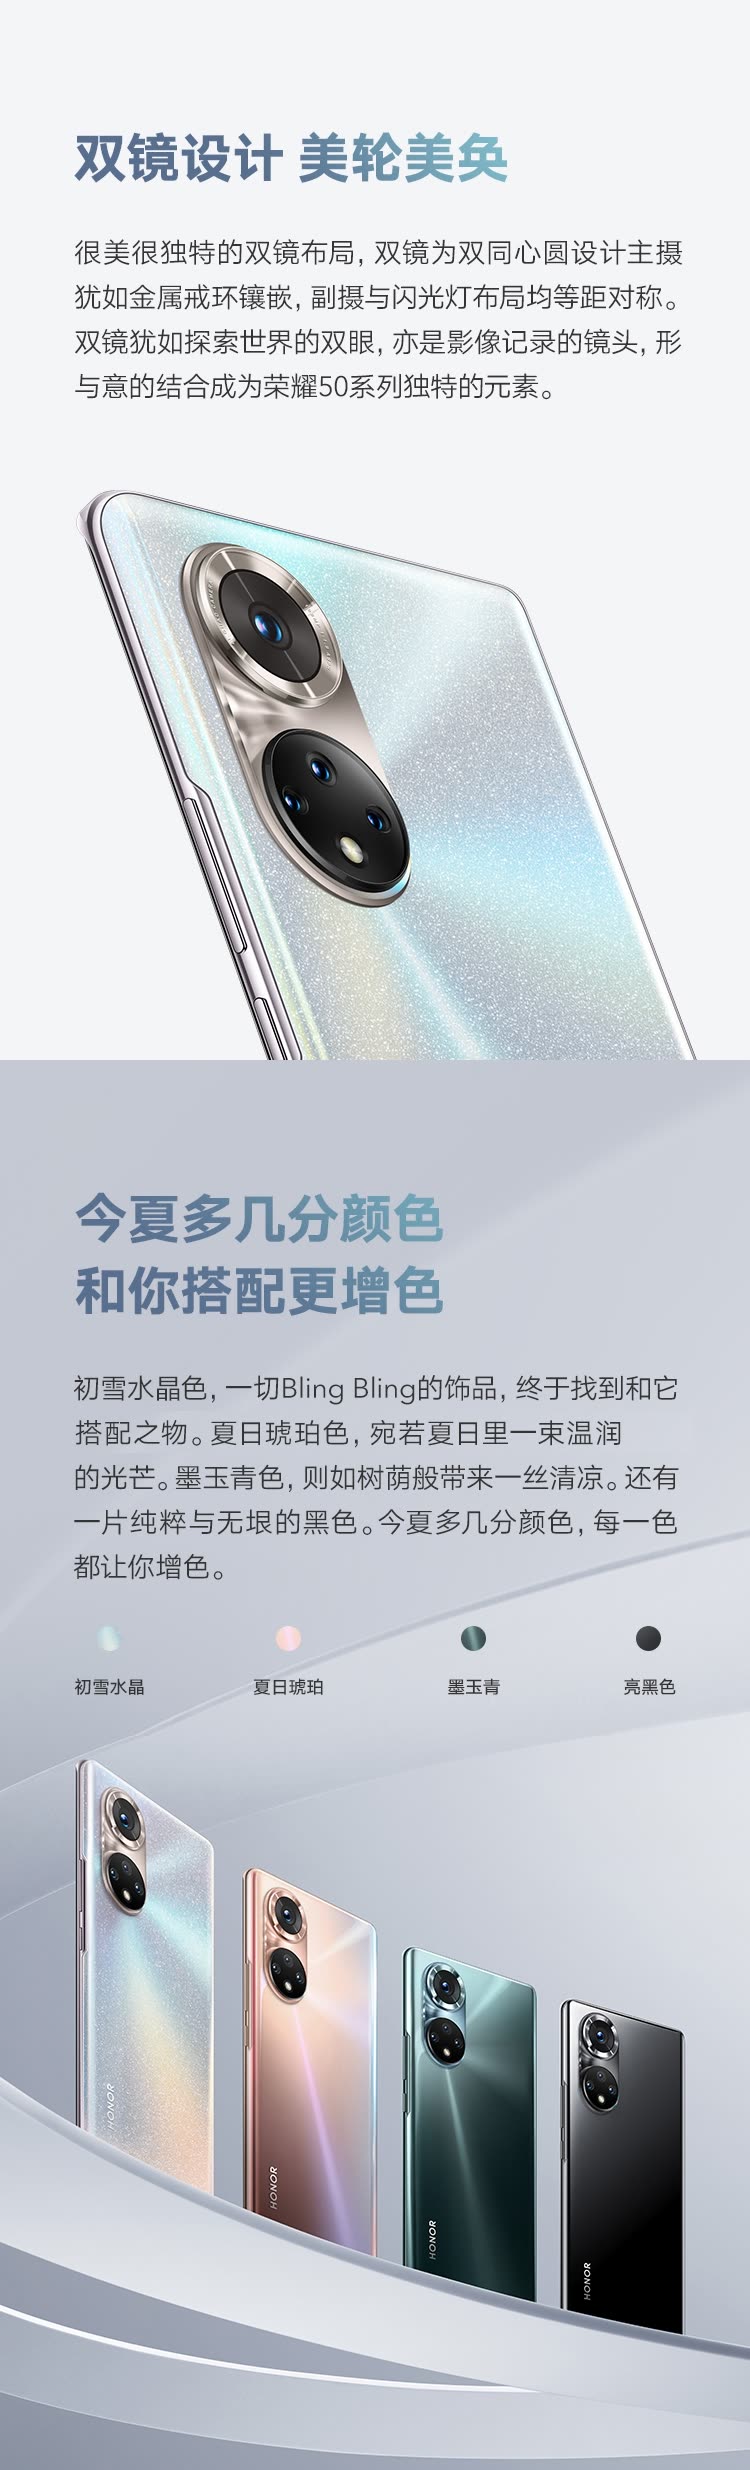 双镜设计 美轮美奂
很美很独特的双镜布局，双镜为双同心圆设计主摄
犹如金属戒环镶嵌，副摄与闪光灯布局均等距对称。
双镜犹如探索世界的双眼，亦是影像记录的镜头，形
与意的结合成为荣耀50系列独特的元素。
今夏多几分颜色
和你搭配更增色
初雪水晶色，一切Bling Bling的饰品，终于找到和它
搭配之物。夏日琥珀色，宛若夏日里一束温润
的光芒。墨玉青色，则如树荫般带来一丝清凉。还有
一片纯粹与无垠的黑色。今夏多几分颜色，每一色
都让你增色。
初雪水晶
夏日琥珀
墨玉青
亮黑色
HONOR
HONOR
HONOR
HONOR